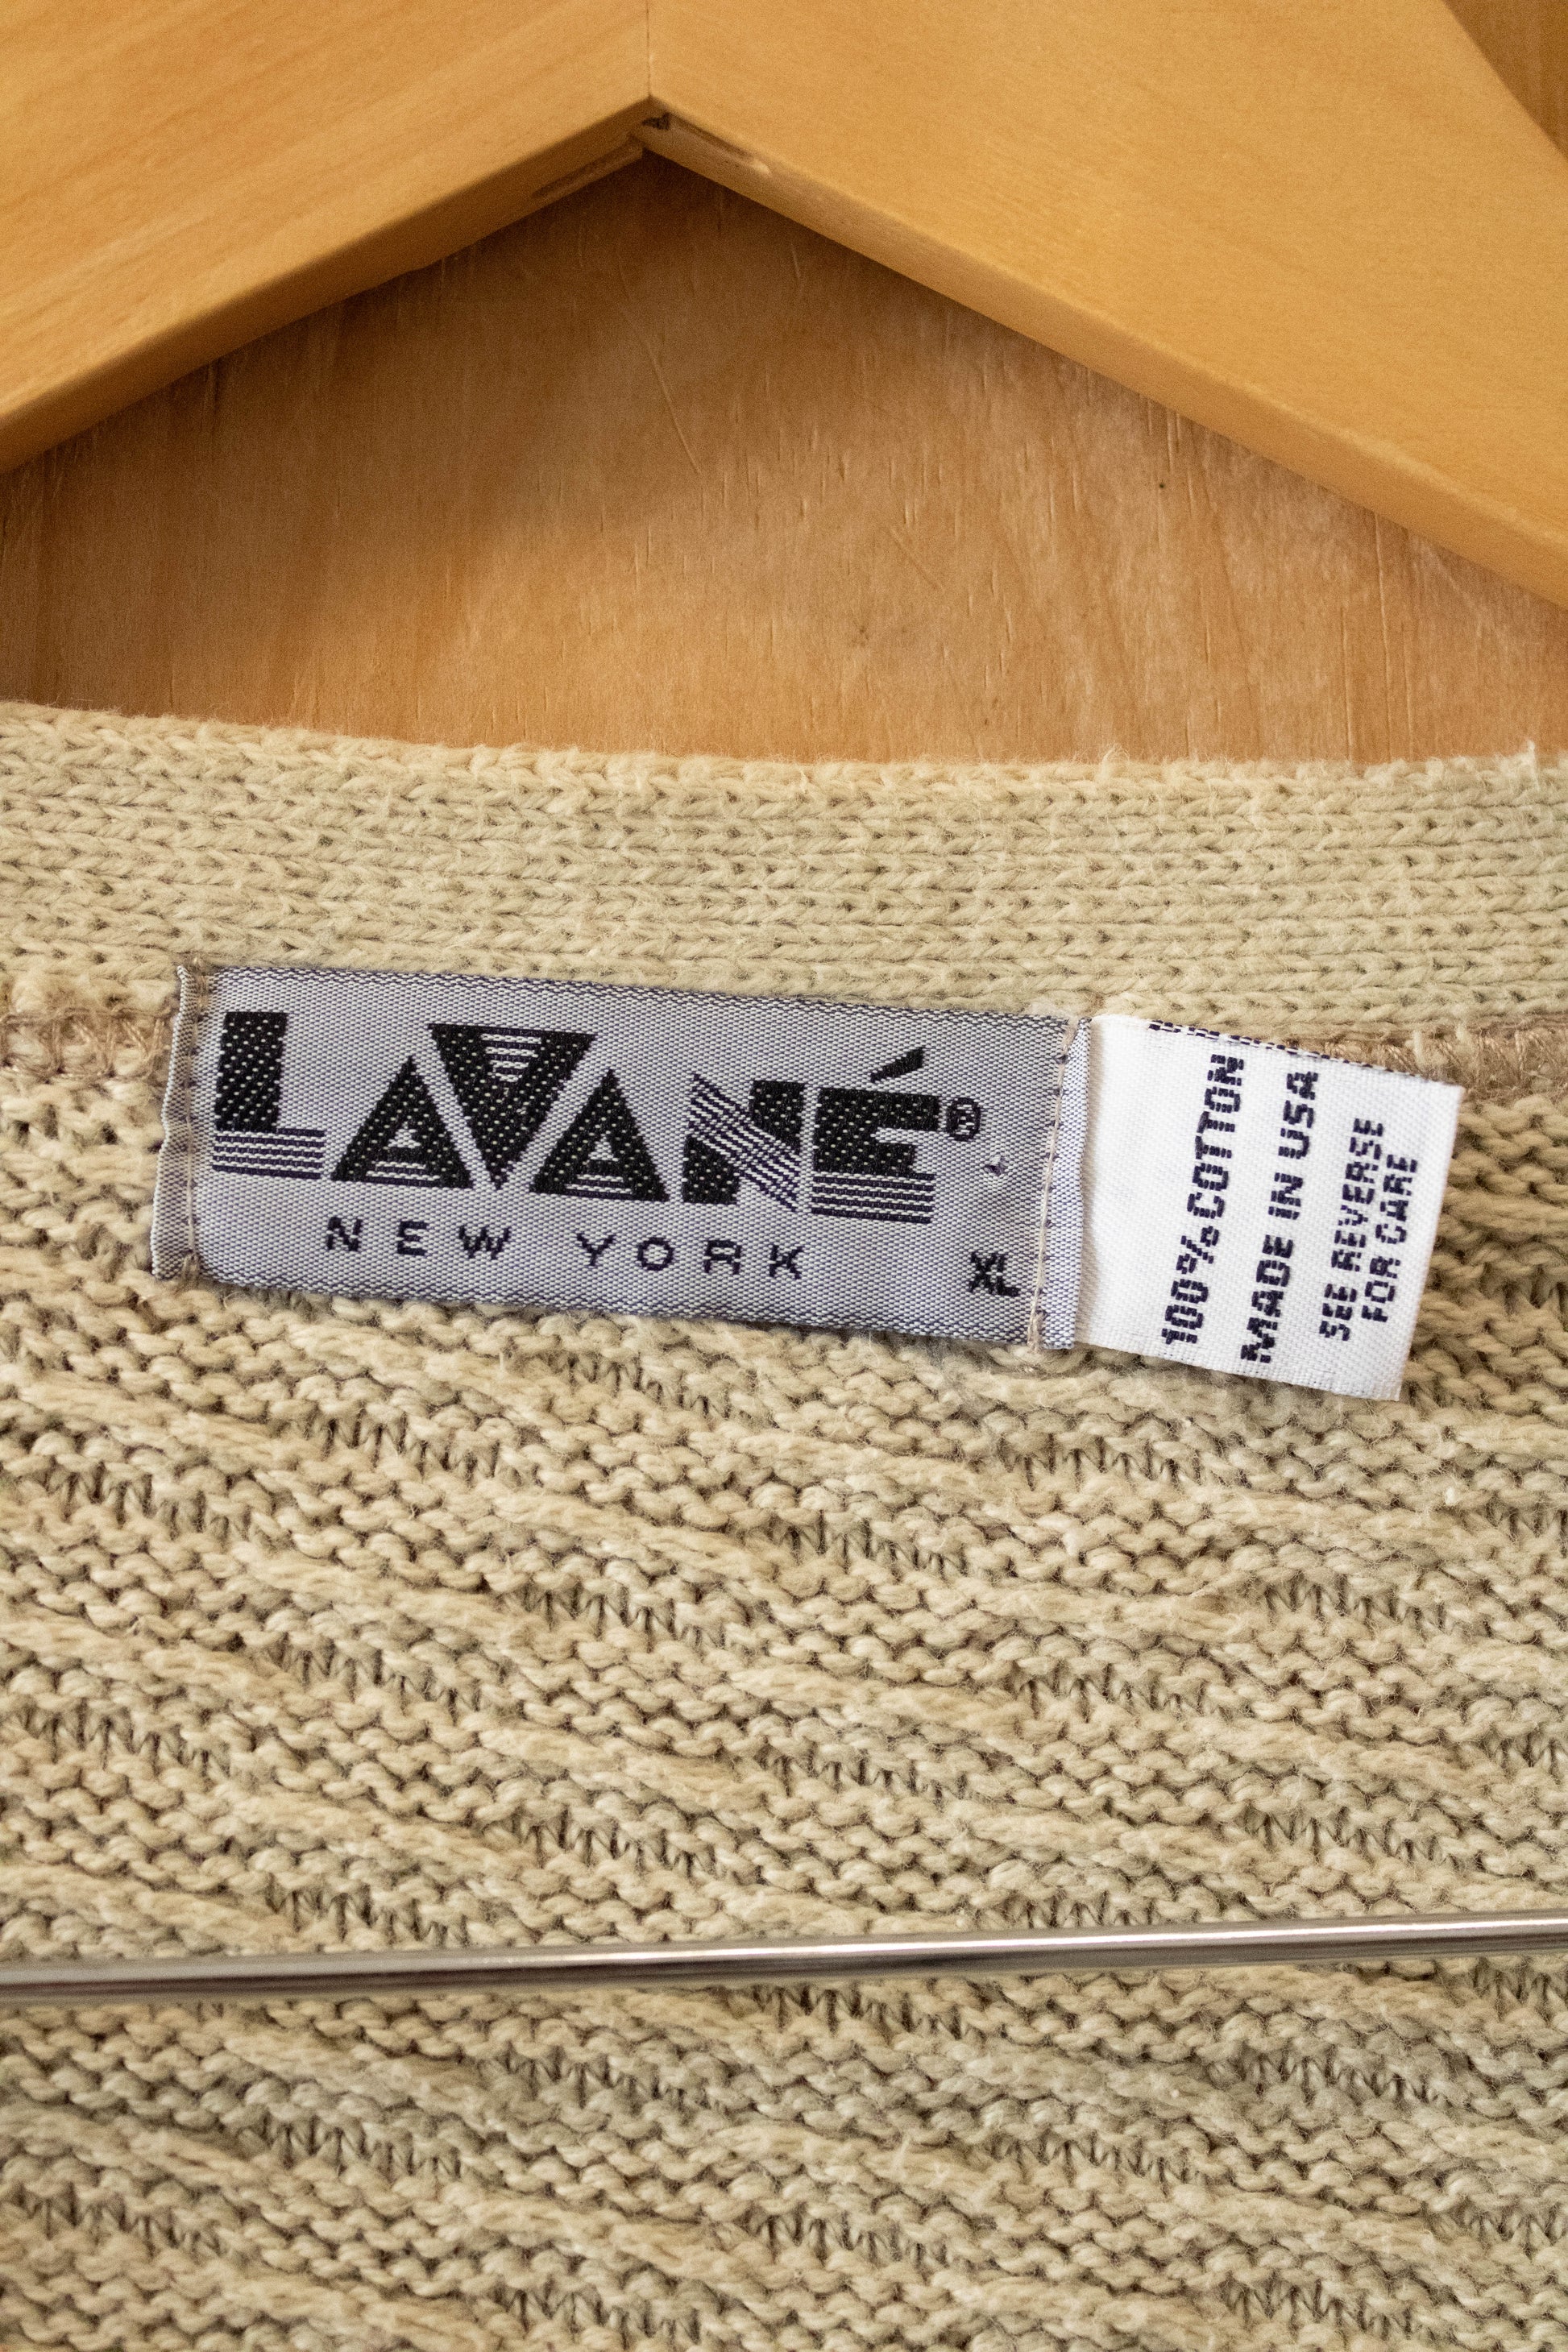 LAVANÉ®
NEW YORK
XL
100% COTTON
MADE IN USA
SEE REVERSE
FOR CARE